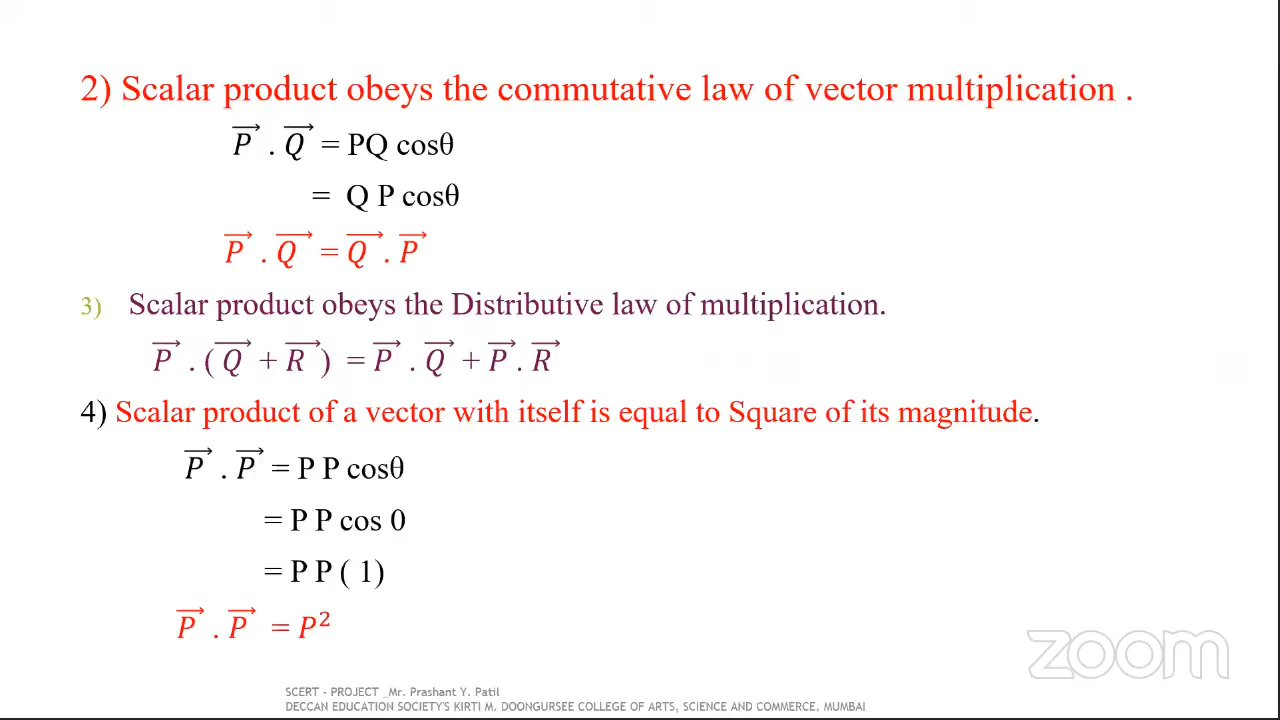 2) Scalar product obeys the commutative law of vector multiplication .
P⃗ . Q⃗ = PQ cosθ
= Q P cosθ
P⃗ . Q⃗ = Q⃗ . P⃗
3) Scalar product obeys the Distributive law of multiplication.
P⃗ . ( Q⃗ + R⃗ ) = P⃗ . Q⃗ + P⃗ . R⃗
4) Scalar product of a vector with itself is equal to Square of its magnitude.
P⃗ . P⃗ = P P cosθ
= P P cos 0
= P P ( 1)
P⃗ . P⃗ = P²
zoom
SCERT - PROJECT _Mr. Prashant Y. Patil
DECCAN EDUCATION SOCIETY'S KIRTI M. DOONGURSEE COLLEGE OF ARTS, SCIENCE AND COMMERCE, MUMBAI